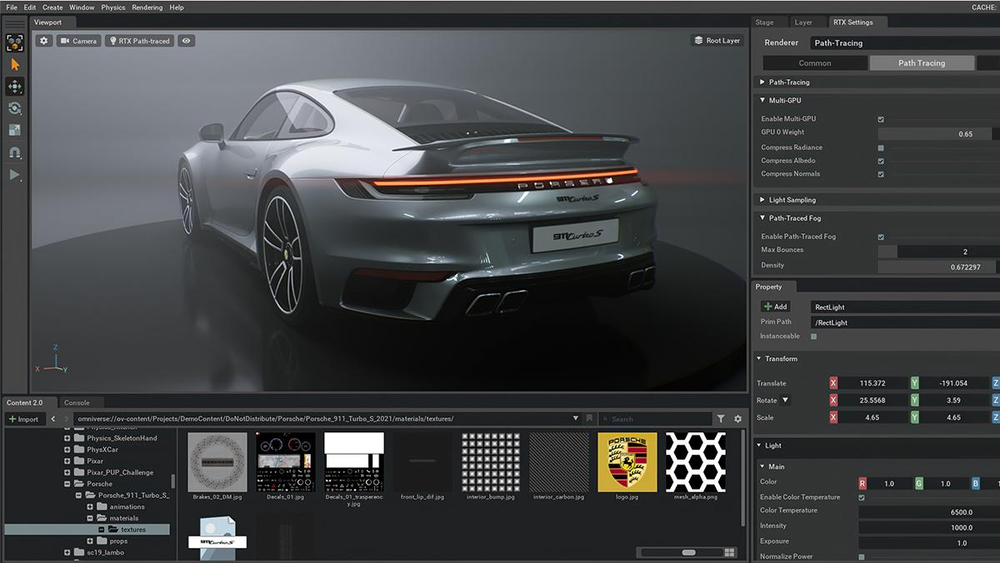 File Edit Create Window Physics Rendering Help CACHE:
Viewport
Camera RTX Path-traced Root Layer
PORSCHE
911 turbo S
911 turbo S
Z
X Y
Stage Layer RTX Settings
Renderer Path-Tracing
Common Path Tracing
Path-Tracing
Multi-GPU
Enable Multi-GPU
GPU 0 Weight 0.65
Compress Radiance
Compress Albedo
Compress Normals
Light Sampling
Path-Traced Fog
Enable Path-Traced Fog
Max Bounces 2
Density 0.672297
Property
Add RectLight
Prim Path /RectLight
Instanceable
Transform
Translate X 115.372 Y -191.054 Z
Rotate X 25.5568 Y 3.59 Z
Scale X 4.65 Y 4.65 Z
Light
Main
Color R 1.0 G 1.0 B 1
Enable Color Temperature
Color Temperature 6500.0
Intensity 1000.0
Exposure 1.0
Normalize Power
Content 2.0 Console
Import omniverse://ov-content/Projects/DemoContent/DoNotDistribute/Porsche/Porsche_911_Turbo_S_2021/materials/textures/ Search
Physics_Kitchen
Physics_SkeletonHand
PhysXCar
Pixar
Pixar_PUP_Challenge
Porsche
Porsche_911_Turbo_S_
animations
materials
textures
props
sc19_lambo
Brakes_02_DM.jpg Decals_01.jpg Decals_01_trasperenc front_lip_dif.jpg interior_bump.jpg interior_carbon.jpg logo.jpg mesh_alpha.png
y.jpg
PORSCHE
911 turbo S